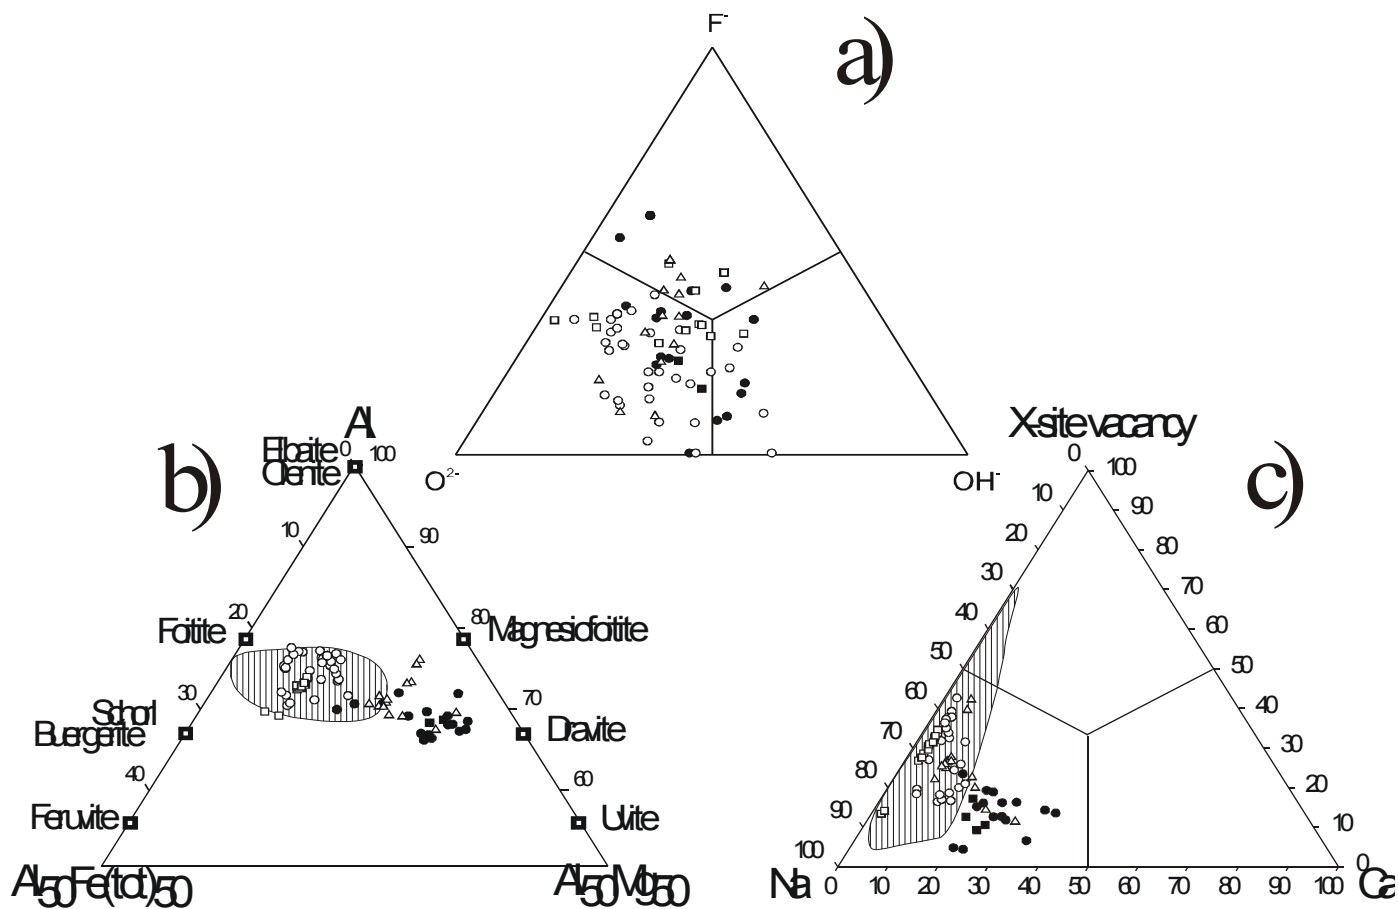 F-
a)
O2-
OH-
b)
Al
Elbaite
Olenite
0
100
10
90
20
80
Foitite
Magnesiofoitite
30
70
Schorl
Buergerite
Dravite
40
60
Feruvite
Uvite
Al50Fe(tot)50
Al50Mg50
c)
X-site vacancy
0
100
10
90
20
80
30
70
40
60
50
50
60
40
70
30
80
20
90
10
100
0
Na
0 10 20 30 40 50 60 70 80 90 100
Ca